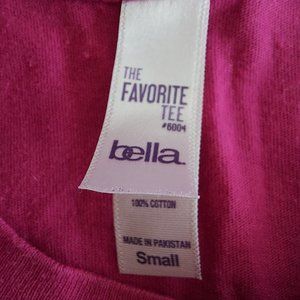 THE
FAVORITE
TEE
#6004
bella.
100% COTTON
MADE IN PAKISTAN
Small